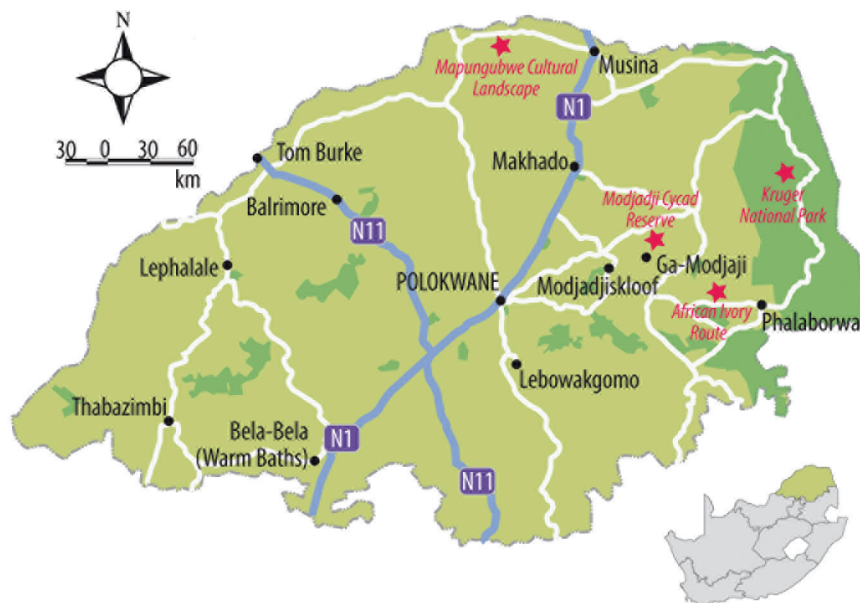 N
30 0 30 60
km
Mapungubwe Cultural
Landscape
Musina
N1
Tom Burke
Makhado
Balrimore
Modjadji Cycad
Reserve
Kruger
National Park
N11
Lephalale
Ga-Modjaji
POLOKWANE
Modjadjiskloof
African Ivory
Route
Phalaborwa
Lebowakgomo
Thabazimbi
Bela-Bela
(Warm Baths)
N1
N11